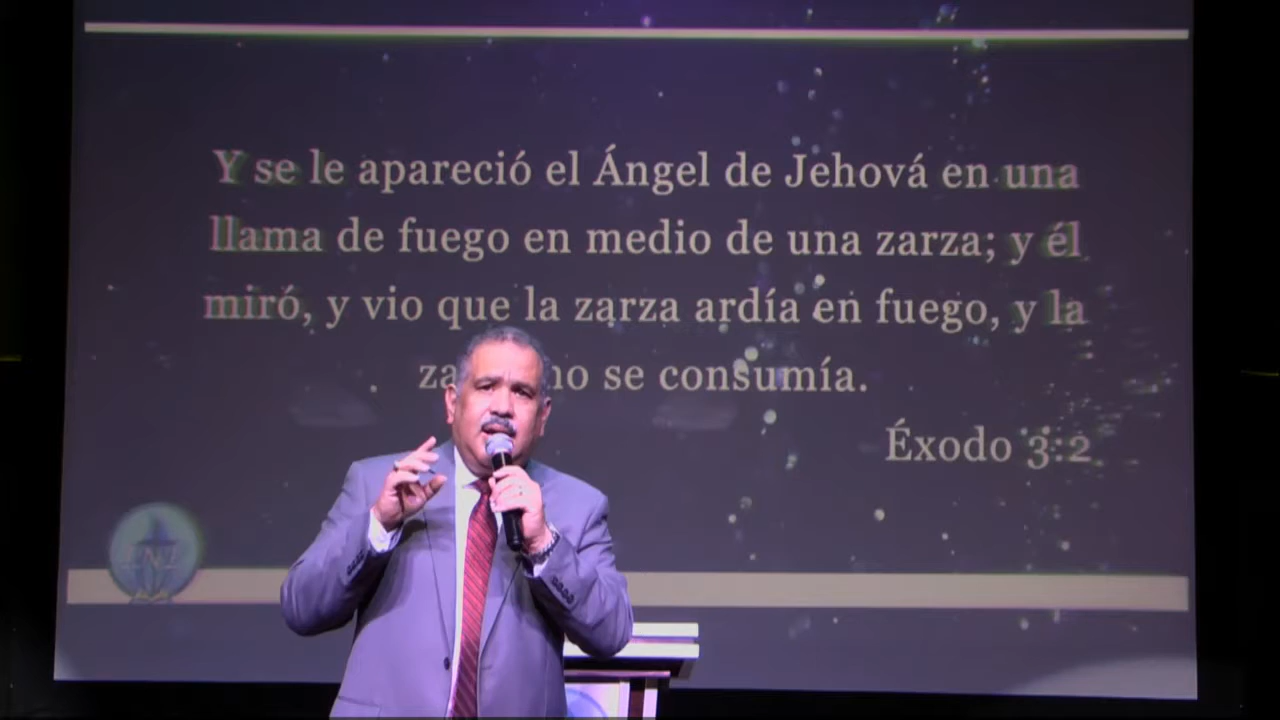 Y se le apareció el Ángel de Jehová en una
llama de fuego en medio de una zarza; y él
miró, y vio que la zarza ardía en fuego, y la
no se consumía.
Éxodo 3:2